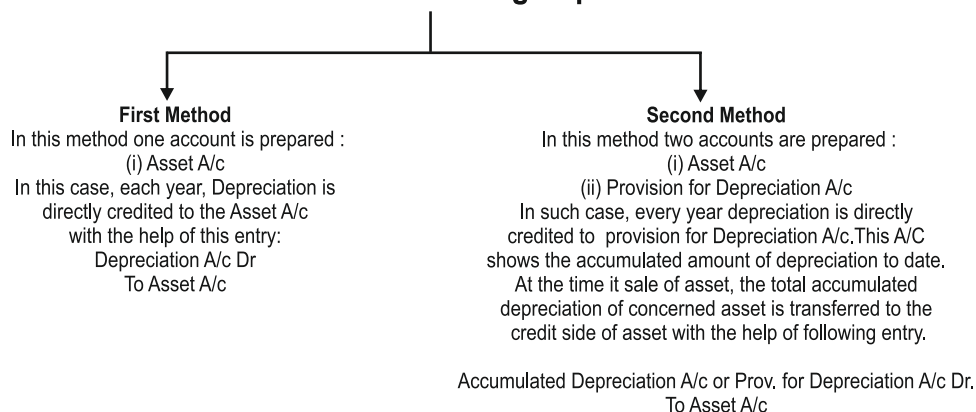 First Method
In this method one account is prepared :
(i) Asset A/c
In this case, each year, Depreciation is
directly credited to the Asset A/c
with the help of this entry:
Depreciation A/c Dr
To Asset A/c
Second Method
In this method two accounts are prepared :
(i) Asset A/c
(ii) Provision for Depreciation A/c
In such case, every year depreciation is directly
credited to provision for Depreciation A/c.This A/C
shows the accumulated amount of depreciation to date.
At the time it sale of asset, the total accumulated
depreciation of concerned asset is transferred to the
credit side of asset with the help of following entry.
Accumulated Depreciation A/c or Prov. for Depreciation A/c Dr.
To Asset A/c